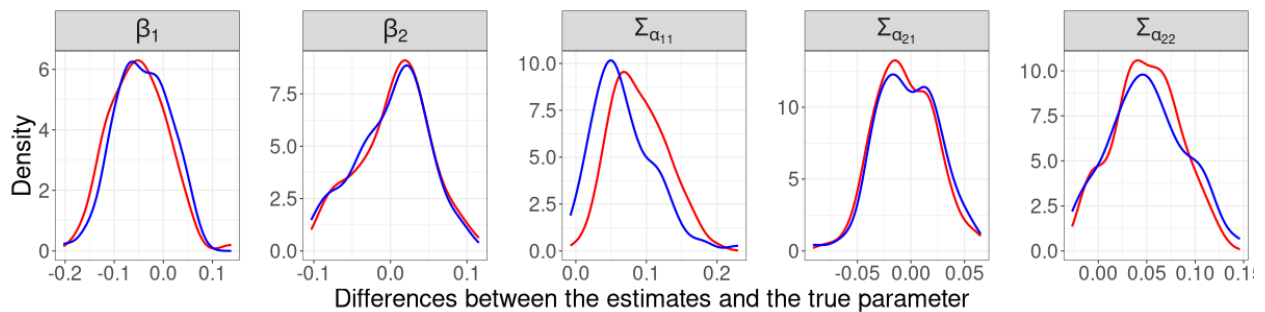 β1 β2 Σα11 Σα21 Σα22
Density
6 4 2 0
-0.2 -0.1 0.0 0.1
7.5 5.0 2.5 0.0
-0.1 0.0 0.1
10.0 7.5 5.0 2.5 0.0
0.0 0.1 0.2
10 5 0
-0.05 0.00 0.05
10.0 7.5 5.0 2.5 0.0
0.00 0.05 0.10 0.15
Differences between the estimates and the true parameter